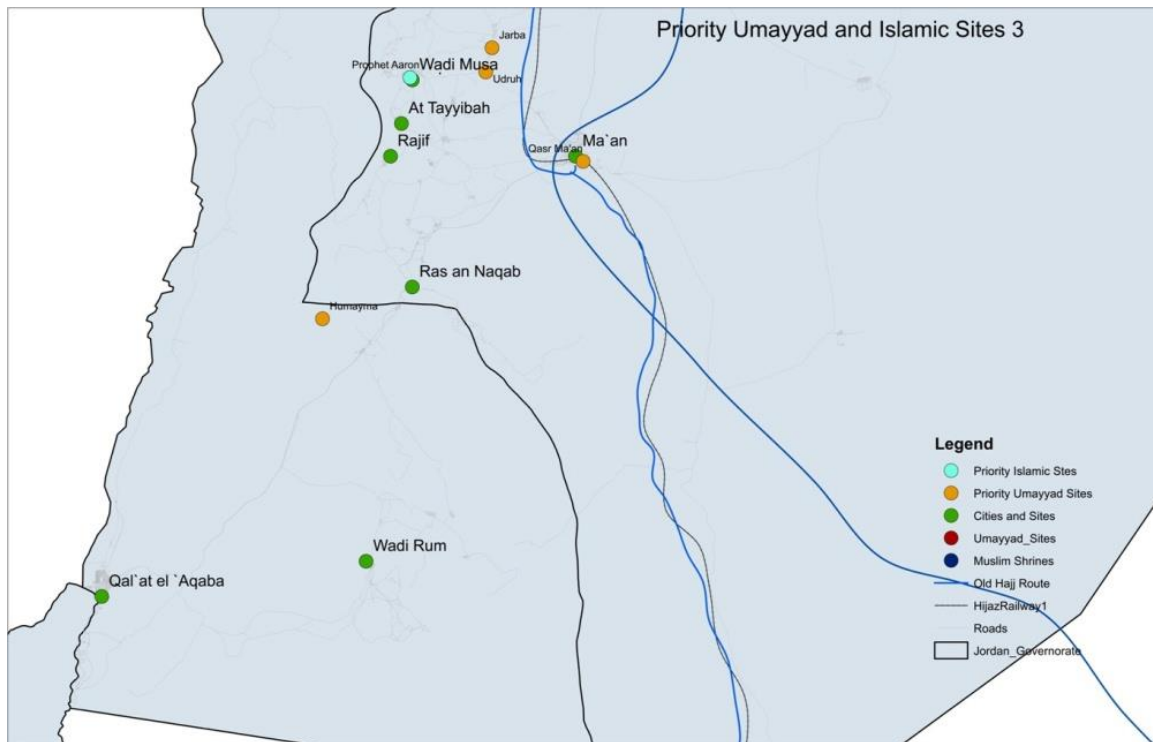 Priority Umayyad and Islamic Sites 3
Jarba
Prophet Aaron
Wadi Musa
Udruh
At Tayyibah
Rajif
Qasr Ma'an
Ma`an
Ras an Naqab
Humayma
Wadi Rum
Qal`at el `Aqaba
Legend
Priority Islamic Stes
Priority Umayyad Sites
Cities and Sites
Umayyad_Sites
Muslim Shrines
Old Hajj Route
HijazRailway1
Roads
Jordan_Governorate